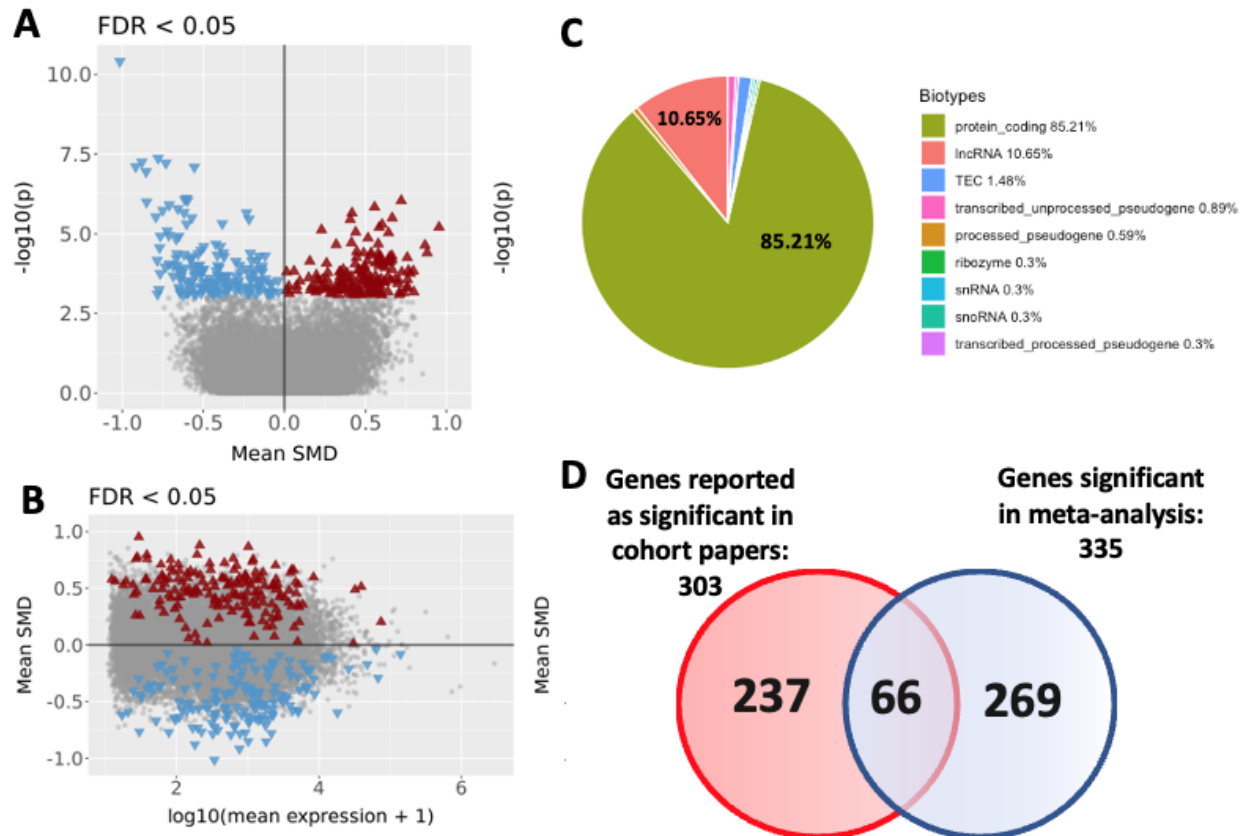 A
FDR < 0.05
10.0
7.5
5.0
2.5
0.0
-log10(p)
-1.0
-0.5
0.0
0.5
1.0
Mean SMD
-log10(p)
B
FDR < 0.05
1.0
0.5
0.0
-0.5
-1.0
Mean SMD
2
4
6
log10(mean expression + 1)
Mean SMD
C
10.65%
85.21%
Biotypes
protein_coding 85.21%
lncRNA 10.65%
TEC 1.48%
transcribed_unprocessed_pseudogene 0.89%
processed_pseudogene 0.59%
ribozyme 0.3%
snRNA 0.3%
snoRNA 0.3%
transcribed_processed_pseudogene 0.3%
D
Genes reported
as significant in
cohort papers:
303
Genes significant
in meta-analysis:
335
237
66
269